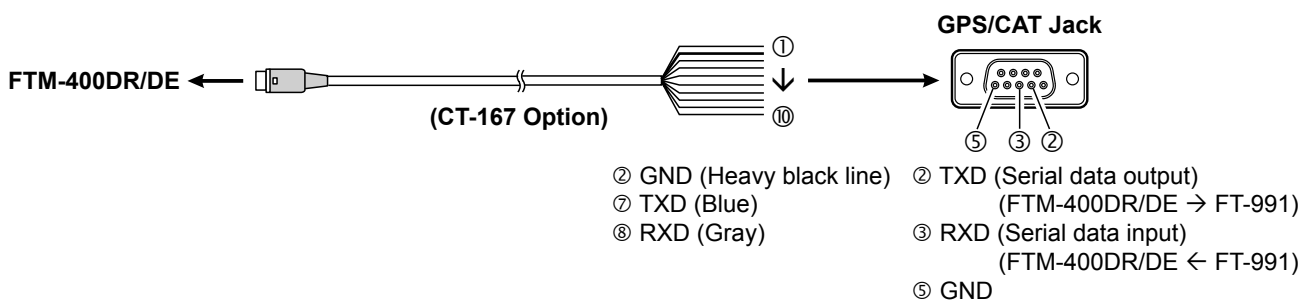 GPS/CAT Jack
FTM-400DR/DE
①
↓
⑩
(CT-167 Option)
⑤ ③ ②
② GND (Heavy black line)
⑦ TXD (Blue)
⑧ RXD (Gray)
② TXD (Serial data output)
(FTM-400DR/DE → FT-991)
③ RXD (Serial data input)
(FTM-400DR/DE ← FT-991)
⑤ GND